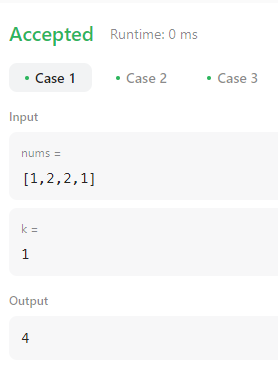 Accepted Runtime: 0 ms
• Case 1 • Case 2 • Case 3
Input
nums =
[1,2,2,1]
k =
1
Output
4